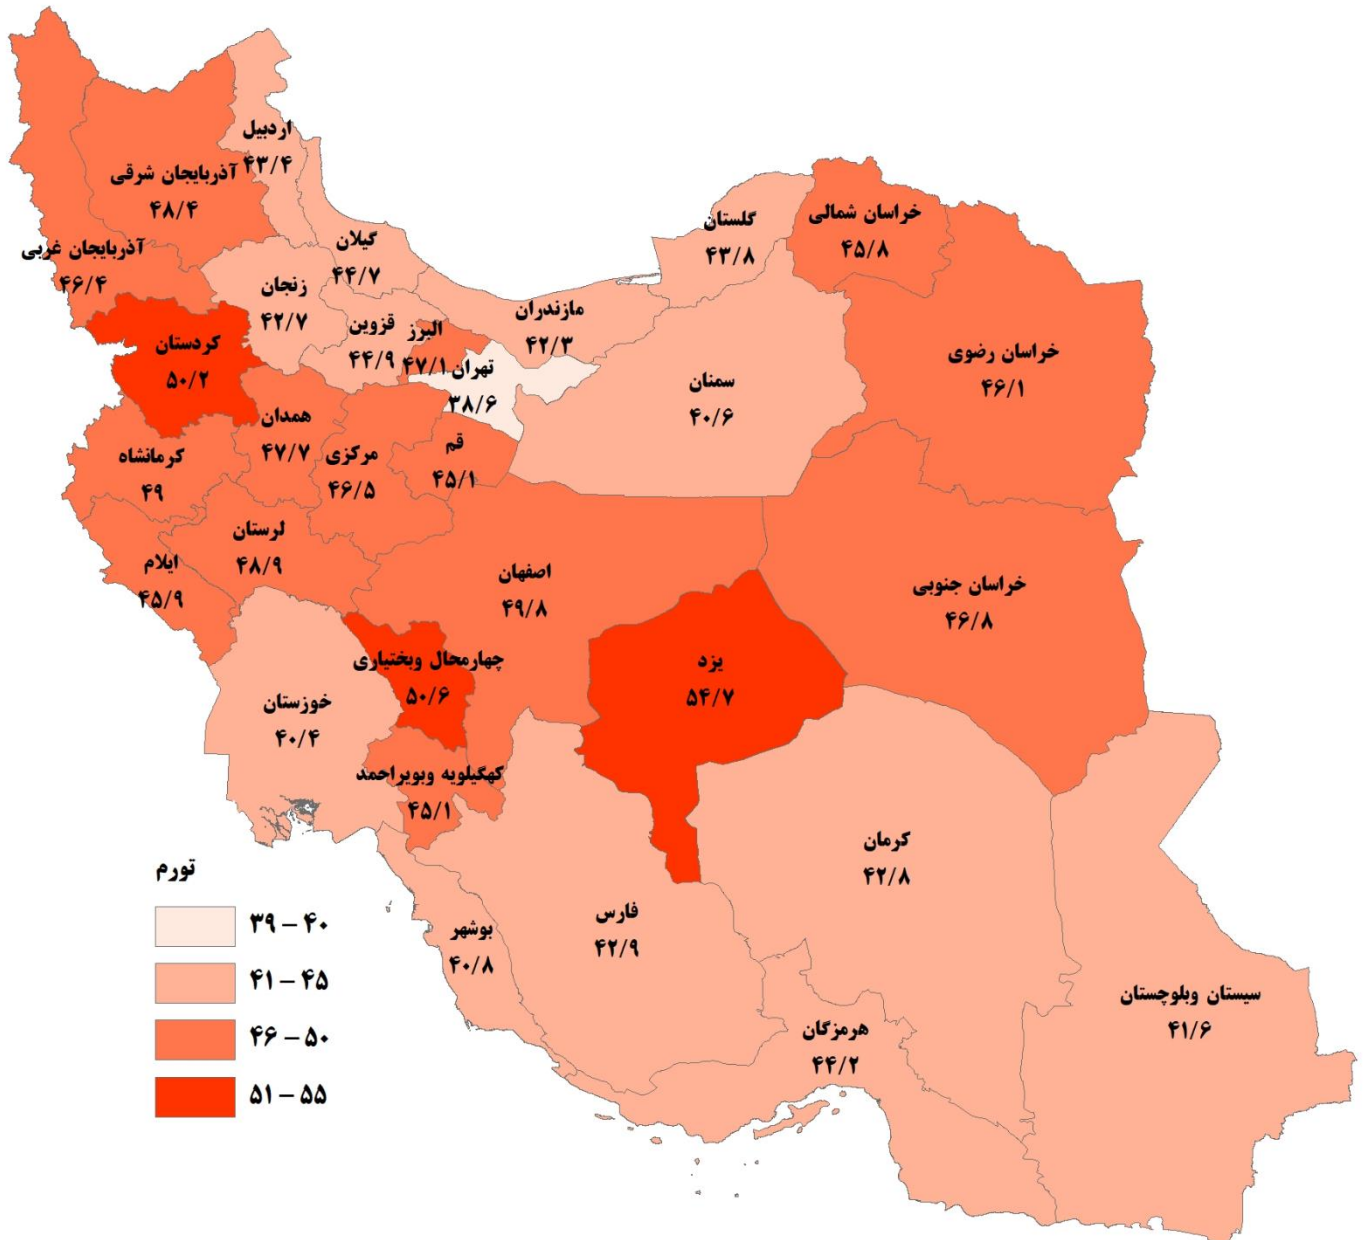 اردبیل
۴۳/۴
آذربایجان شرقی
۴۸/۴
خراسان شمالی
۴۵/۸
گلستان
۴۳/۸
گیلان
۴۴/۷
آذربایجان غربی
۴۶/۴
زنجان
۴۲/۷
مازندران
۴۲/۳
قزوین
۴۴/۹
البرز
۴۷/۱
کردستان
۵۰/۲
خراسان رضوی
۴۶/۱
تهران
۳۸/۶
سمنان
۴۰/۶
همدان
۴۷/۷
قم
۴۵/۱
مرکزی
۴۶/۵
کرمانشاه
۴۹
لرستان
۴۸/۹
ایلام
۴۵/۹
اصفهان
۴۹/۸
خراسان جنوبی
۴۶/۸
چهارمحال وبختیاری
۵۰/۶
یزد
۵۴/۷
خوزستان
۴۰/۴
کهگیلویه وبویراحمد
۴۵/۱
کرمان
۴۲/۸
فارس
۴۲/۹
بوشهر
۴۰/۸
سیستان وبلوچستان
۴۱/۶
هرمزگان
۴۴/۲
تورم
۳۹ – ۴۰
۴۱ – ۴۵
۴۶ – ۵۰
۵۱ – ۵۵